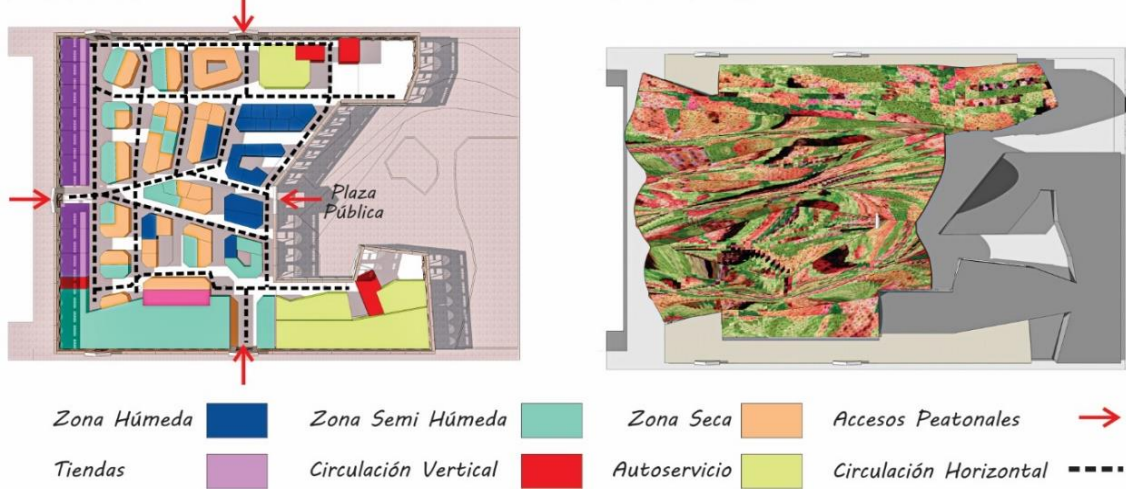 Plaza
Pública
Zona Húmeda
Zona Semi Húmeda
Zona Seca
Accesos Peatonales
Tiendas
Circulación Vertical
Autoservicio
Circulación Horizontal